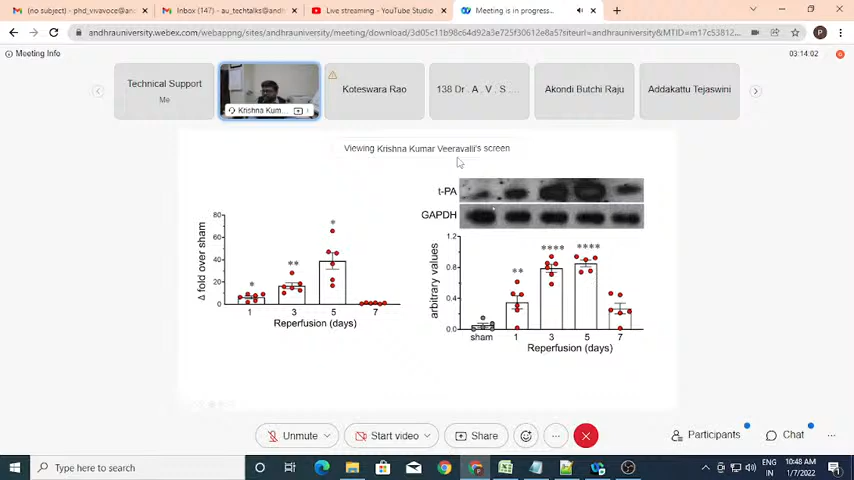 (no subject) - phd_vivavoce@an
Inbox (147) - au_techtalks@andh
Live streaming - YouTube Studio
Meeting is in progress...
andhrauniversity.webex.com/webappng/sites/andhrauniversity/meeting/download/3d05c11b98c64d92a3e725f30612e8a5?siteurl=andhrauniversity&MTID=m17c53812...
P
Meeting Info
03:14:02
Technical Support
Me
Krishna Kum...
Koteswara Rao
138 Dr . A . V . S ....
Akondi Butchi Raju
Addakattu Tejaswini
Viewing Krishna Kumar Veeravalli's screen
t-PA
GAPDH
Δ fold over sham
80
60
40
20
0
*
**
*
1 3 5 7
Reperfusion (days)
arbitrary values
1.2
0.8
0.4
0.0
**
****
****
sham 1 3 5 7
Reperfusion (days)
Unmute
Start video
Share
Participants
Chat
Type here to search
ENG
IN
10:48 AM
1/7/2022